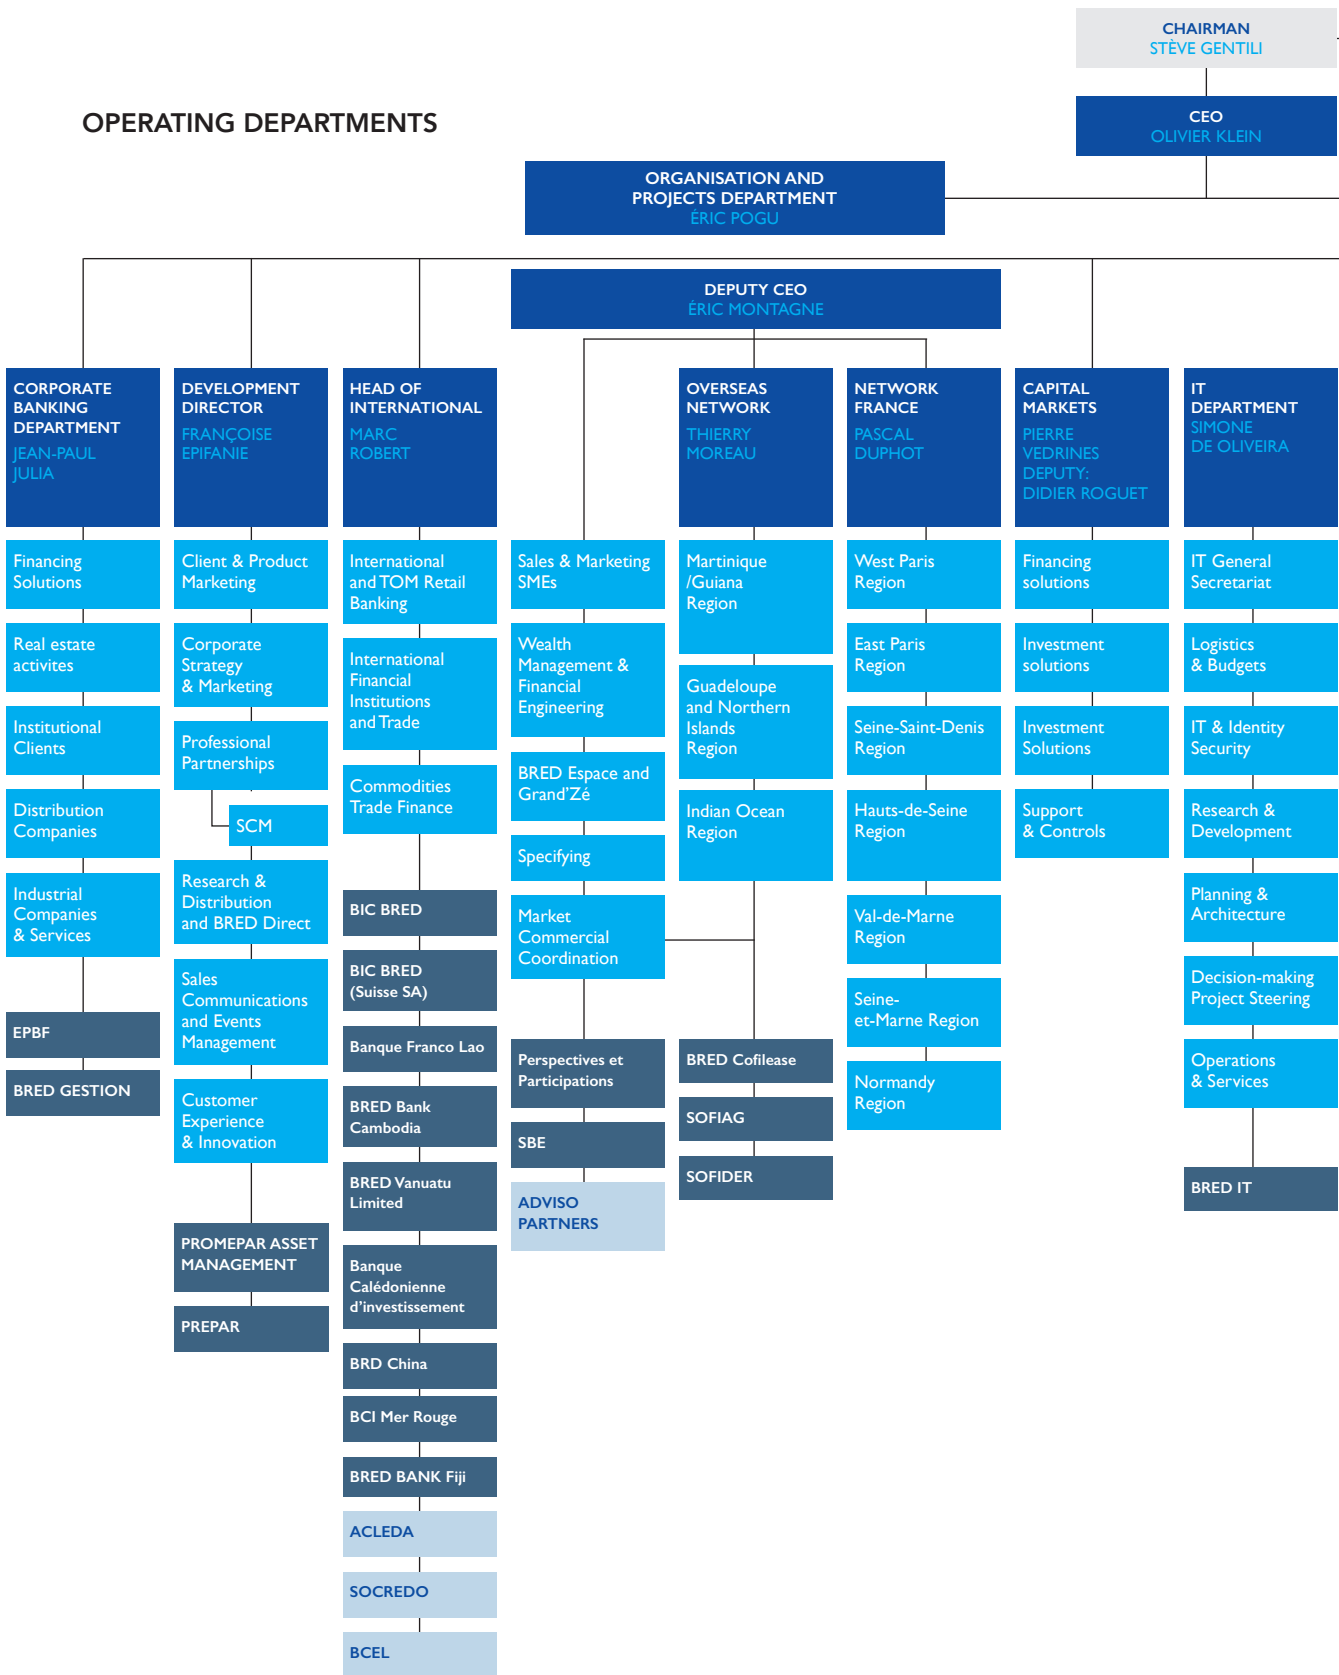 CHAIRMAN
STÈVE GENTILI
CEO
OLIVIER KLEIN
OPERATING DEPARTMENTS
ORGANISATION AND
PROJECTS DEPARTMENT
ÉRIC POGU
DEPUTY CEO
ÉRIC MONTAGNE
CORPORATE
BANKING
DEPARTMENT
JEAN-PAUL
JULIA
Financing
Solutions
Real estate
activites
Institutional
Clients
Distribution
Companies
Industrial
Companies
& Services
EPBF
BRED GESTION
DEVELOPMENT
DIRECTOR
FRANÇOISE
EPIFANIE
Client & Product
Marketing
Corporate
Strategy
& Marketing
Professional
Partnerships
SCM
Research &
Distribution
and BRED Direct
Sales
Communications
and Events
Management
Customer
Experience
& Innovation
PROMEPAR ASSET
MANAGEMENT
PREPAR
HEAD OF
INTERNATIONAL
MARC
ROBERT
International
and TOM Retail
Banking
International
Financial
Institutions
and Trade
Commodities
Trade Finance
BIC BRED
BIC BRED
(Suisse SA)
Banque Franco Lao
BRED Bank
Cambodia
BRED Vanuatu
Limited
Banque
Calédonienne
d'investissement
BRD China
BCI Mer Rouge
BRED BANK Fiji
ACLEDA
SOCREDO
BCEL
Sales & Marketing
SMEs
Wealth
Management &
Financial
Engineering
BRED Espace and
Grand'Zé
Specifying
Market
Commercial
Coordination
Perspectives et
Participations
SBE
ADVISO
PARTNERS
OVERSEAS
NETWORK
THIERRY
MOREAU
Martinique
/Guiana
Region
Guadeloupe
and Northern
Islands
Region
Indian Ocean
Region
BRED Cofilease
SOFIAG
SOFIDER
NETWORK
FRANCE
PASCAL
DUPHOT
West Paris
Region
East Paris
Region
Seine-Saint-Denis
Region
Hauts-de-Seine
Region
Val-de-Marne
Region
Seine-
et-Marne Region
Normandy
Region
CAPITAL
MARKETS
PIERRE
VEDRINES
DEPUTY:
DIDIER ROGUET
Financing
solutions
Investment
solutions
Investment
Solutions
Support
& Controls
IT
DEPARTMENT
SIMONE
DE OLIVEIRA
IT General
Secretariat
Logistics
& Budgets
IT & Identity
Security
Research &
Development
Planning &
Architecture
Decision-making
Project Steering
Operations
& Services
BRED IT